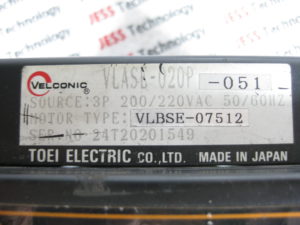 JESS Technology
VELCONIC VLASE-020P -051
SOURCE: 3P 200/220VAC 50/60HZ
MOTOR TYPE: VLBSE-07512
SER.NO 24T20201549
TOEI ELECTRIC CO.,LTD. MADE IN JAPAN